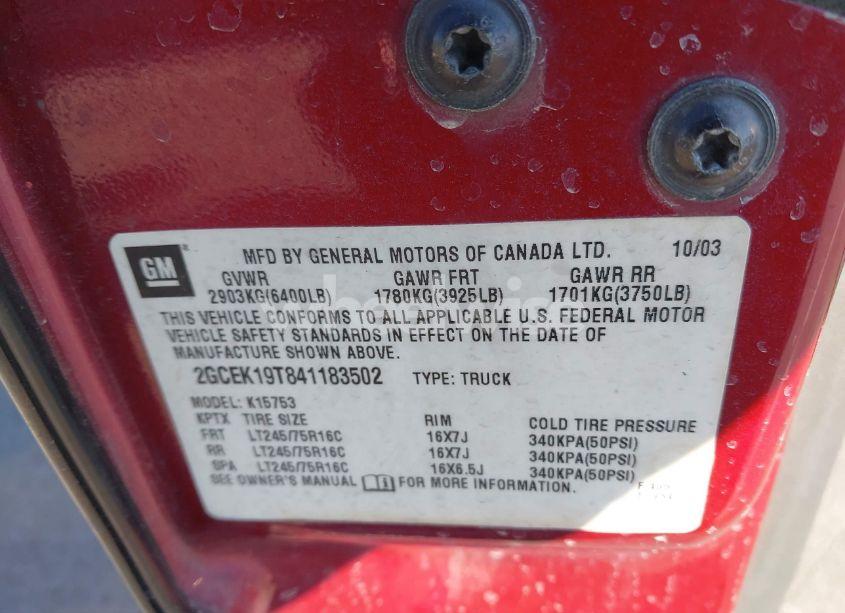 GM
MFD BY GENERAL MOTORS OF CANADA LTD. 10/03
GVWR GAWR FRT GAWR RR
2903KG(6400LB) 1780KG(3925LB) 1701KG(3750LB)
THIS VEHICLE CONFORMS TO ALL APPLICABLE U.S. FEDERAL MOTOR
VEHICLE SAFETY STANDARDS IN EFFECT ON THE DATE OF
MANUFACTURE SHOWN ABOVE.
2GCEK19T841183502 TYPE: TRUCK
MODEL: K15753
KPTX TIRE SIZE RIM COLD TIRE PRESSURE
FRT LT245/75R16C 16X7J 340KPA(50PSI)
RR LT245/75R16C 16X7J 340KPA(50PSI)
SPA LT245/75R16C 16X6.5J 340KPA(50PSI)
SEE OWNER'S MANUAL FOR MORE INFORMATION.